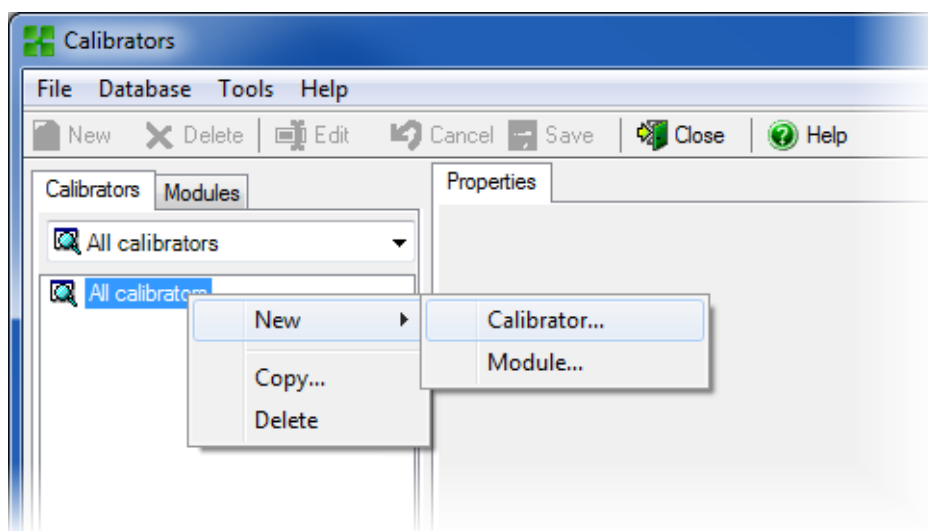 Calibrators
File Database Tools Help
New Delete Edit Cancel Save Close Help
Calibrators Modules Properties
All calibrators
All calibrators
New Calibrator...
Module...
Copy...
Delete